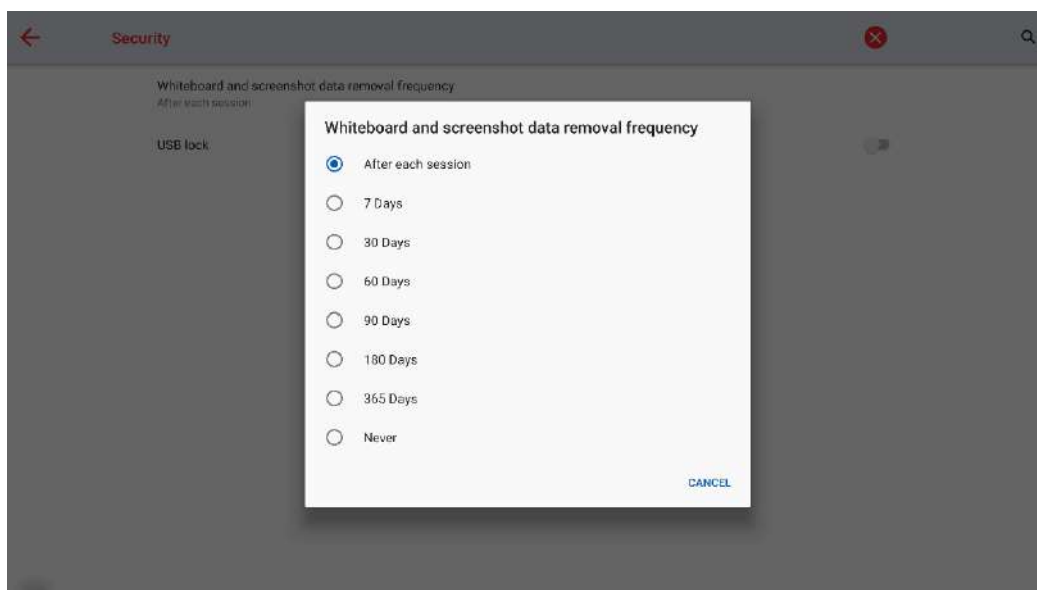 Security
Whiteboard and screenshot data removal frequency
After each session
USB lock
Whiteboard and screenshot data removal frequency
After each session
7 Days
30 Days
60 Days
90 Days
180 Days
365 Days
Never
CANCEL